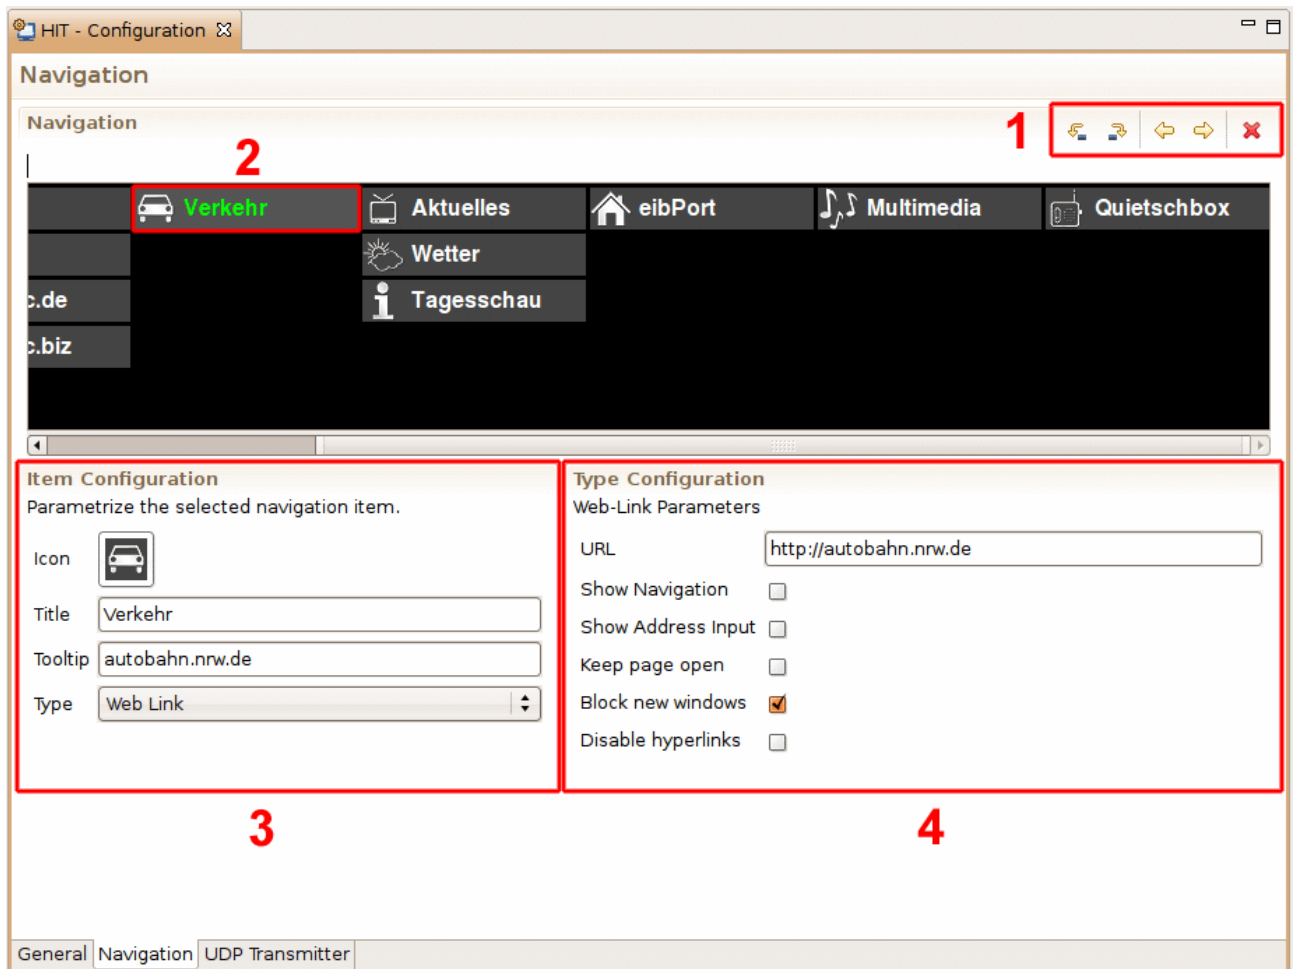 HIT - Configuration
Navigation
Navigation
1
2
Verkehr Aktuelles eibPort Multimedia Quietschbox
Wetter
c.de Tagesschau
c.biz
Item Configuration
Parametrize the selected navigation item.
Icon
Title Verkehr
Tooltip autobahn.nrw.de
Type Web Link
Type Configuration
Web-Link Parameters
URL http://autobahn.nrw.de
Show Navigation
Show Address Input
Keep page open
Block new windows
Disable hyperlinks
3
4
General Navigation UDP Transmitter